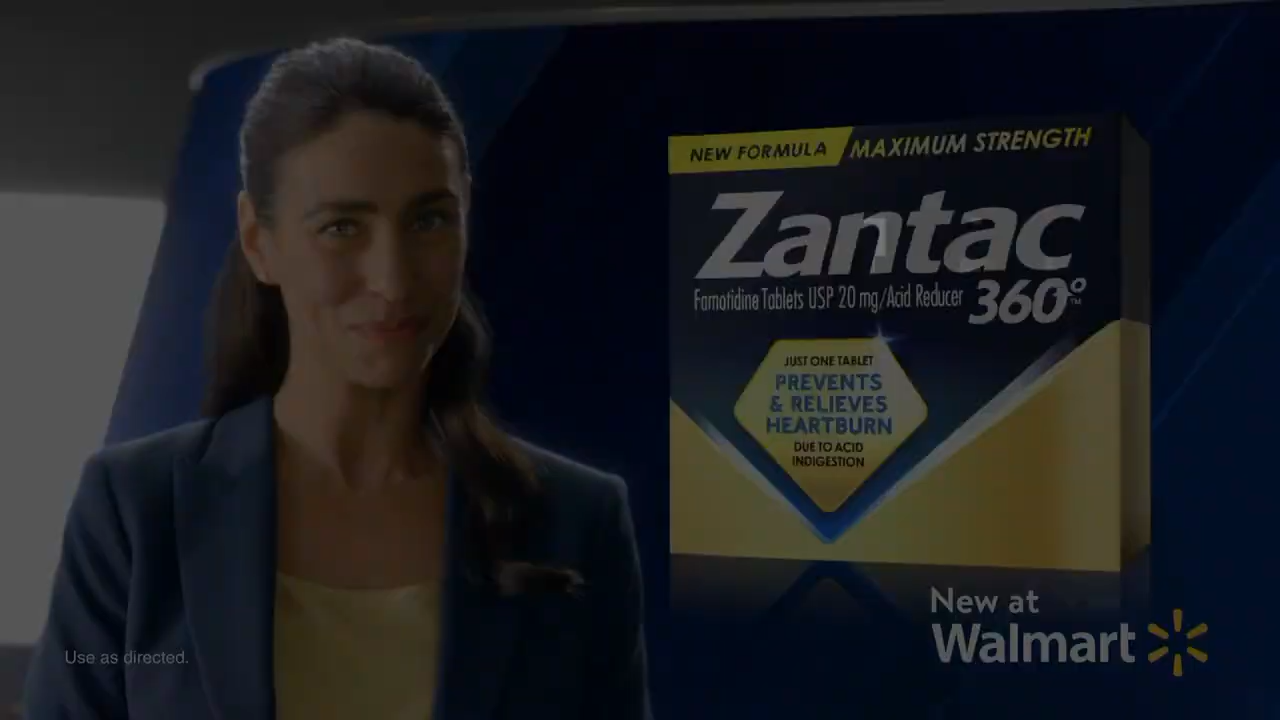 NEW FORMULA MAXIMUM STRENGTH
Zantac
360°™
Famotidine Tablets USP 20 mg/Acid Reducer
JUST ONE TABLET
PREVENTS
& RELIEVES
HEARTBURN
DUE TO ACID
INDIGESTION
New at
Walmart
Use as directed.